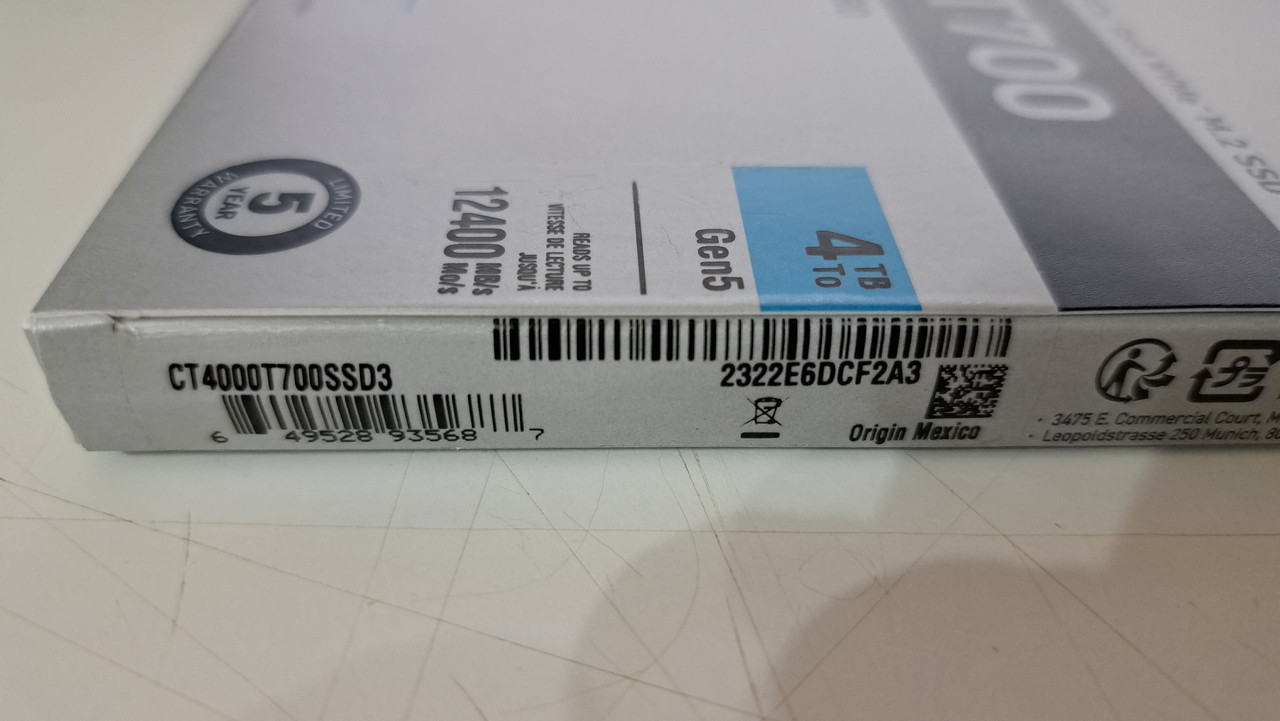 T700
4 TB
To
Gen5
READS UP TO
VITESSE DE LECTURE
JUSQU'À
12400 MB/s
Mo/s
LIMITED
5
YEAR
WARRANTY
CT4000T700SSD3
6 49528 93568 7
2322E6DCF2A3
Origin Mexico
• 3475 E. Commercial Court,
• Leopoldstrasse 250 Munich,